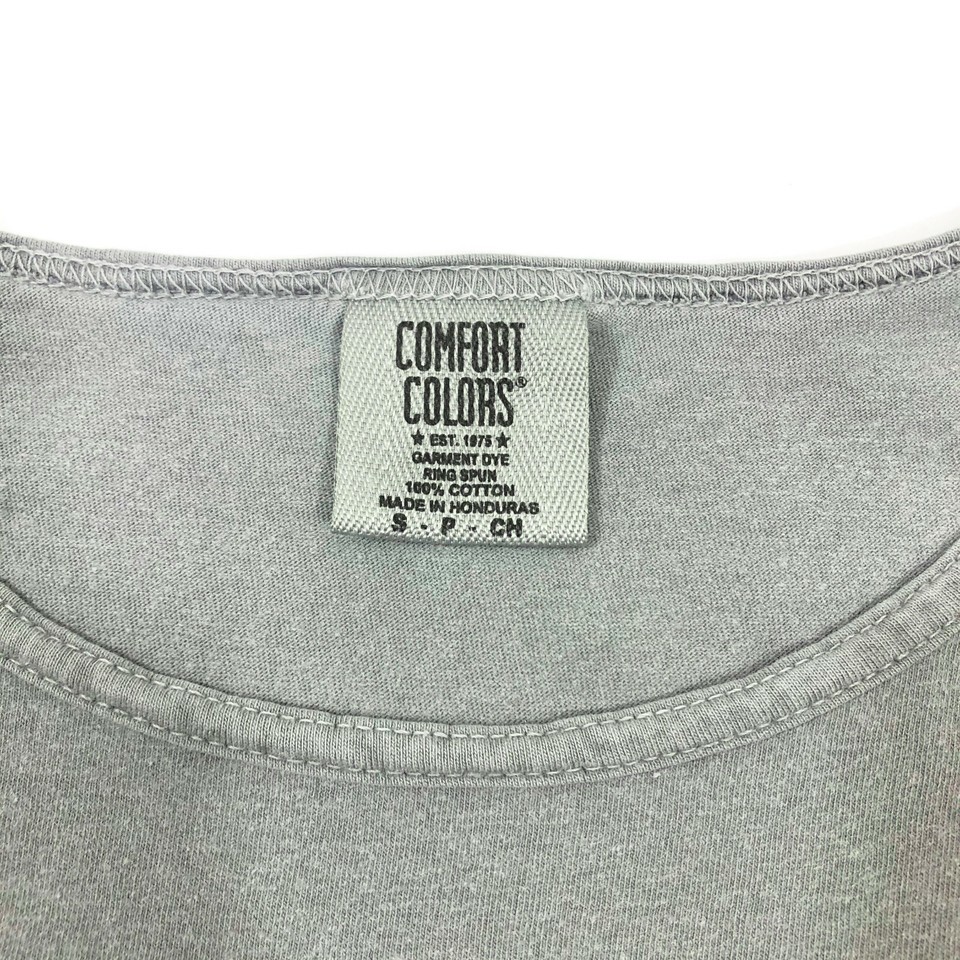 COMFORT
COLORS®
★ EST. 1975 ★
GARMENT DYE
RING SPUN
100% COTTON
MADE IN HONDURAS
S - P - CH